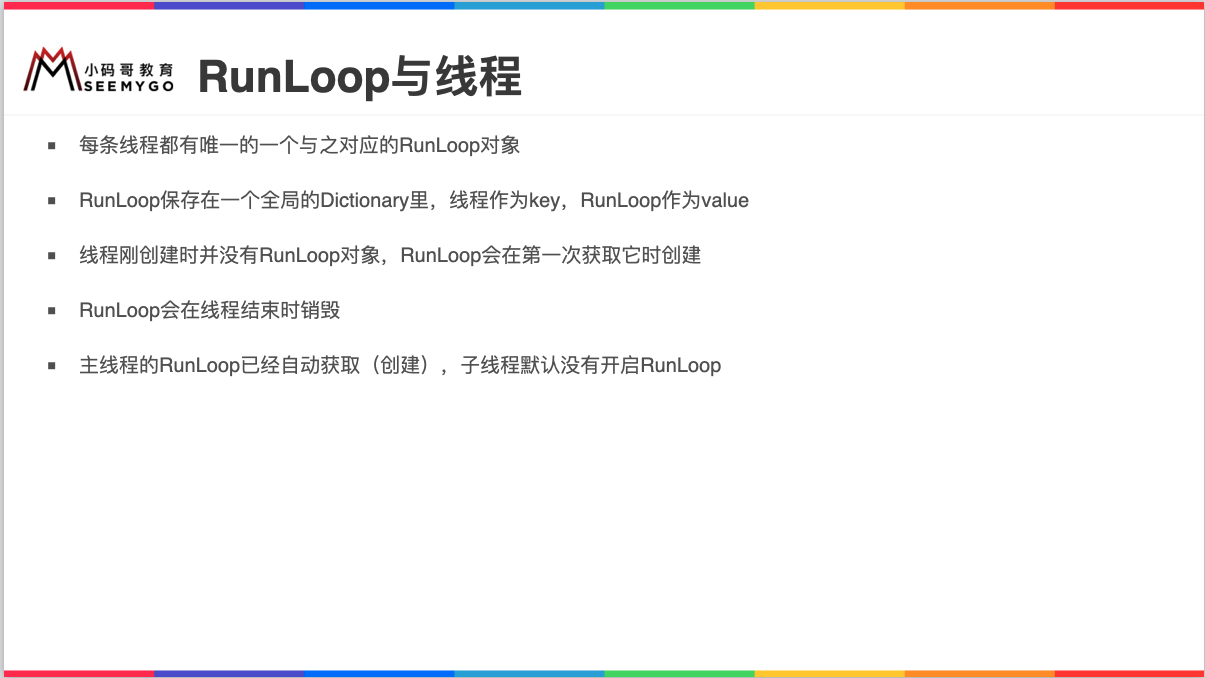 小码哥教育
SEEMYGO
RunLoop与线程
▪ 每条线程都有唯一的一个与之对应的RunLoop对象
▪ RunLoop保存在一个全局的Dictionary里，线程作为key，RunLoop作为value
▪ 线程刚创建时并没有RunLoop对象，RunLoop会在第一次获取它时创建
▪ RunLoop会在线程结束时销毁
▪ 主线程的RunLoop已经自动获取（创建），子线程默认没有开启RunLoop